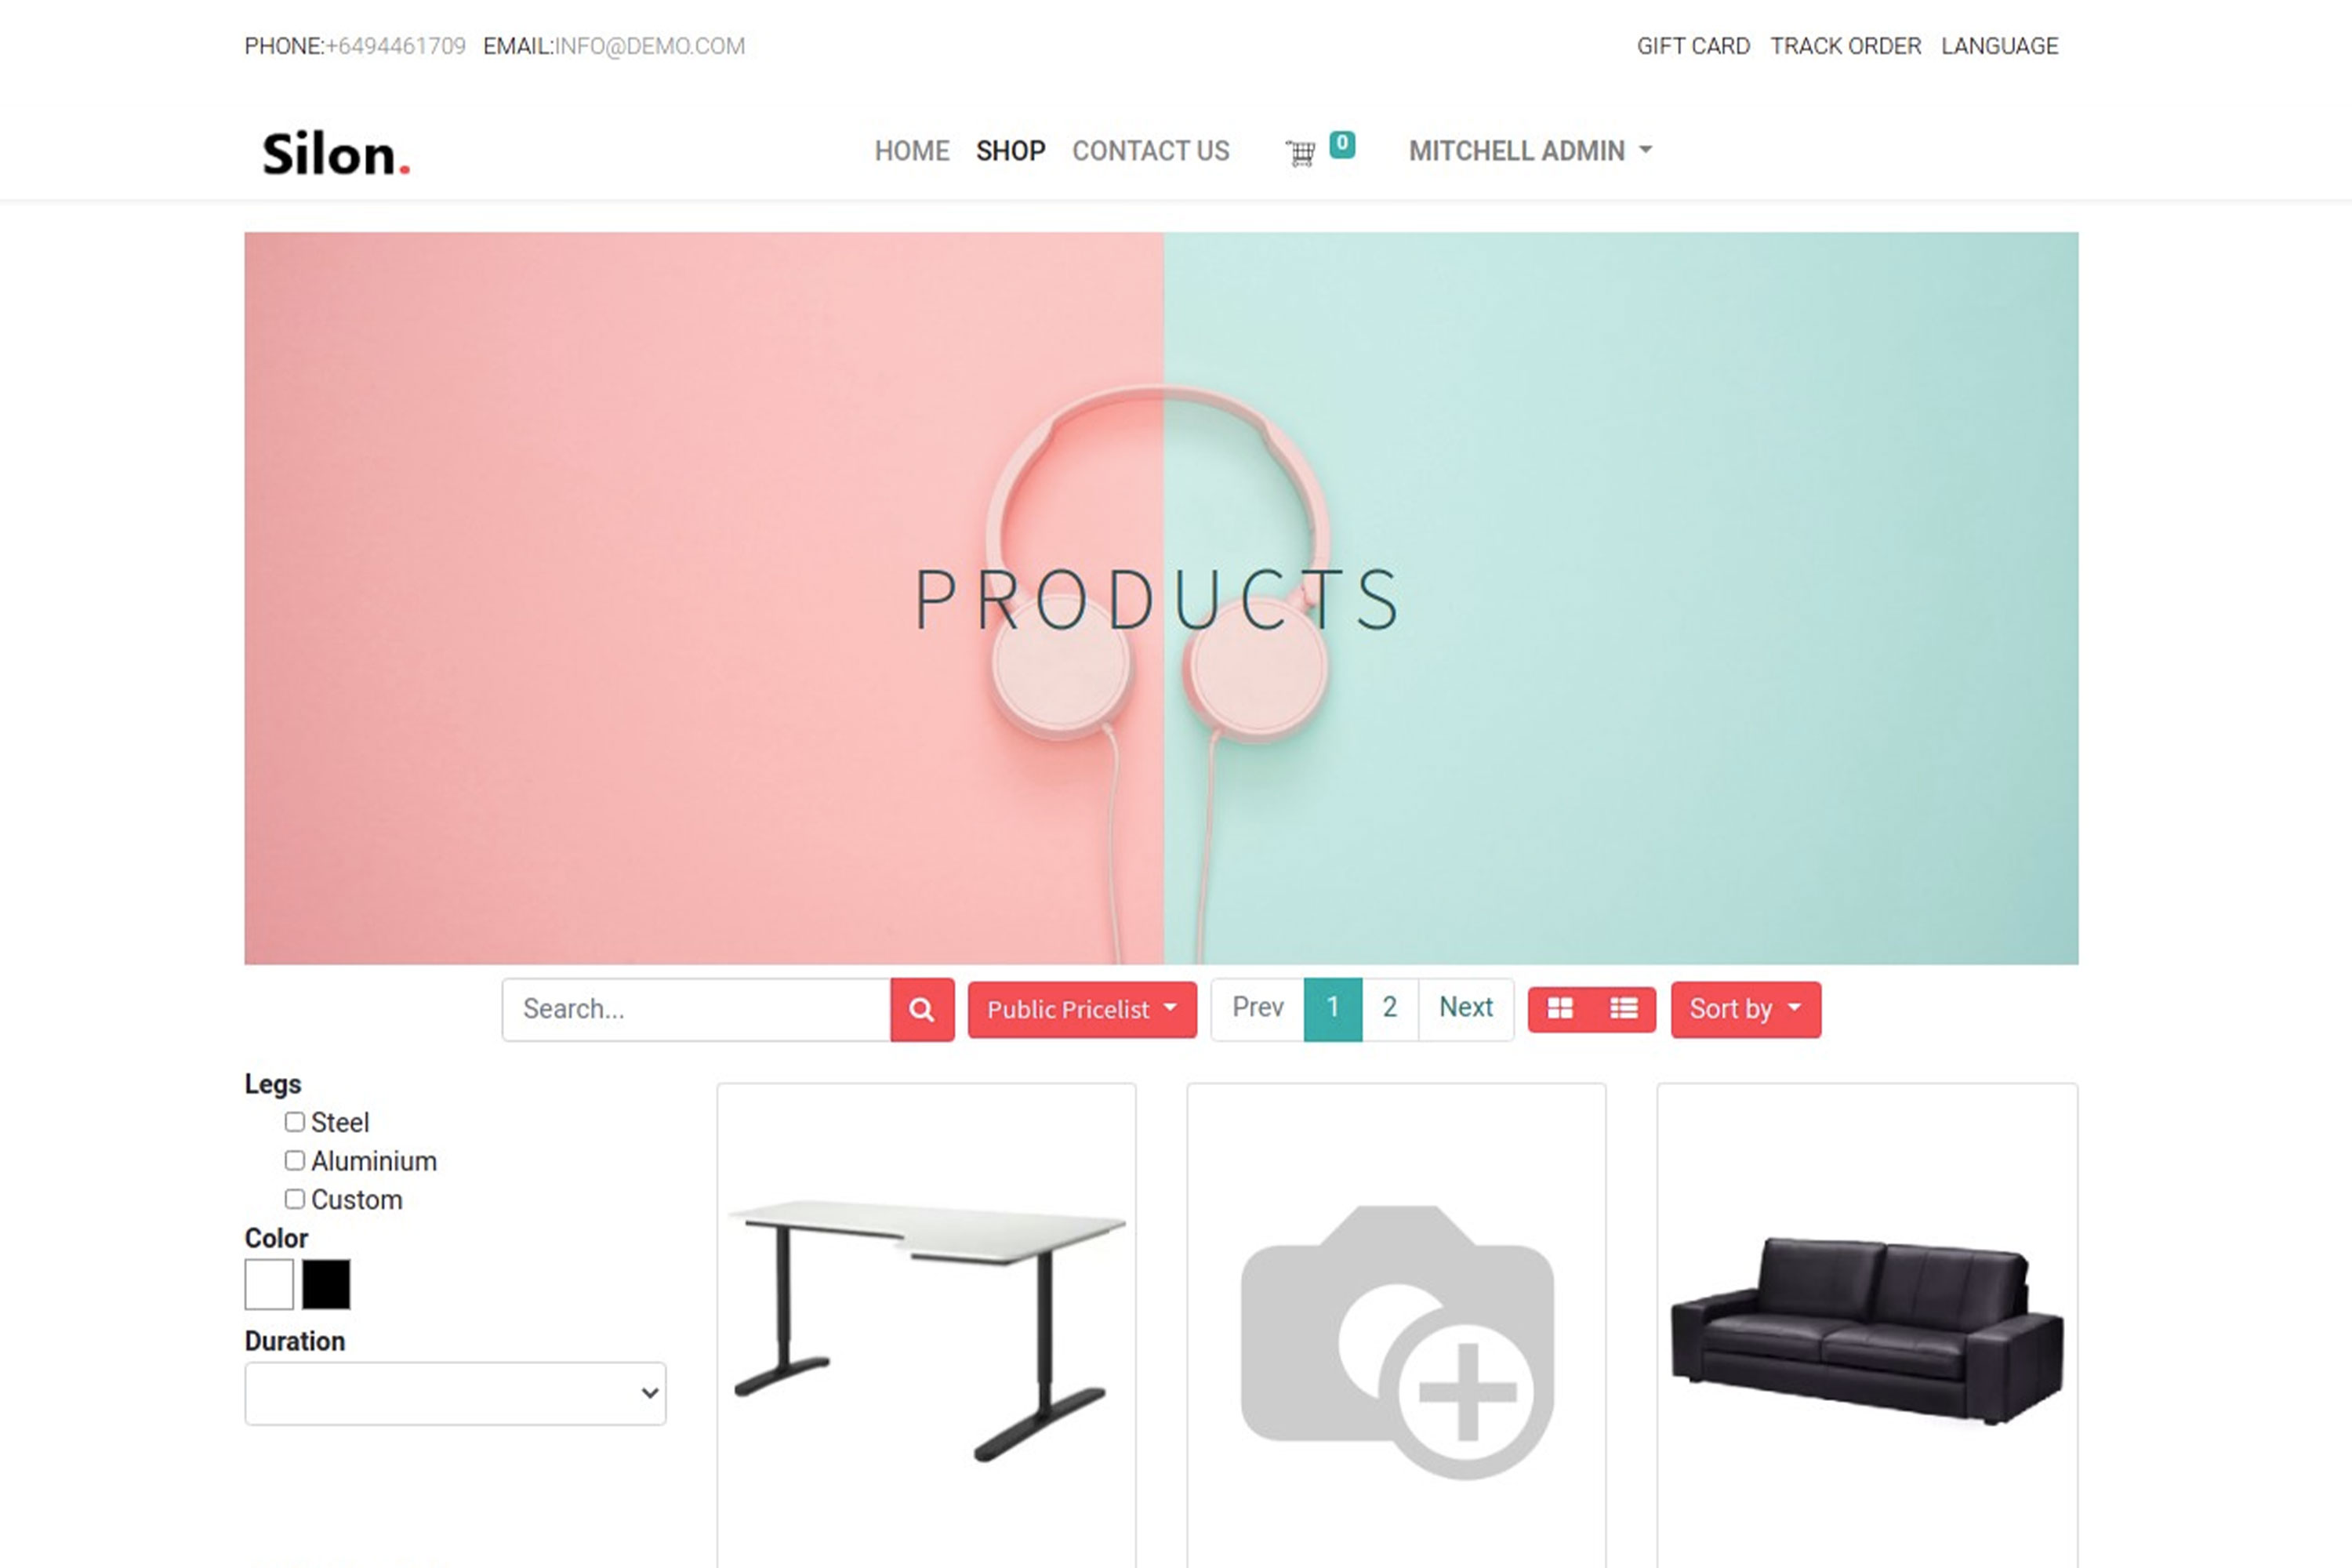 PHONE:+6494461709 EMAIL:INFO@DEMO.COM GIFT CARD TRACK ORDER LANGUAGE
Silon. HOME SHOP CONTACT US 0 MITCHELL ADMIN
PRODUCTS
Search... Public Pricelist Prev 1 2 Next Sort by
Legs
Steel
Aluminium
Custom
Color
Duration